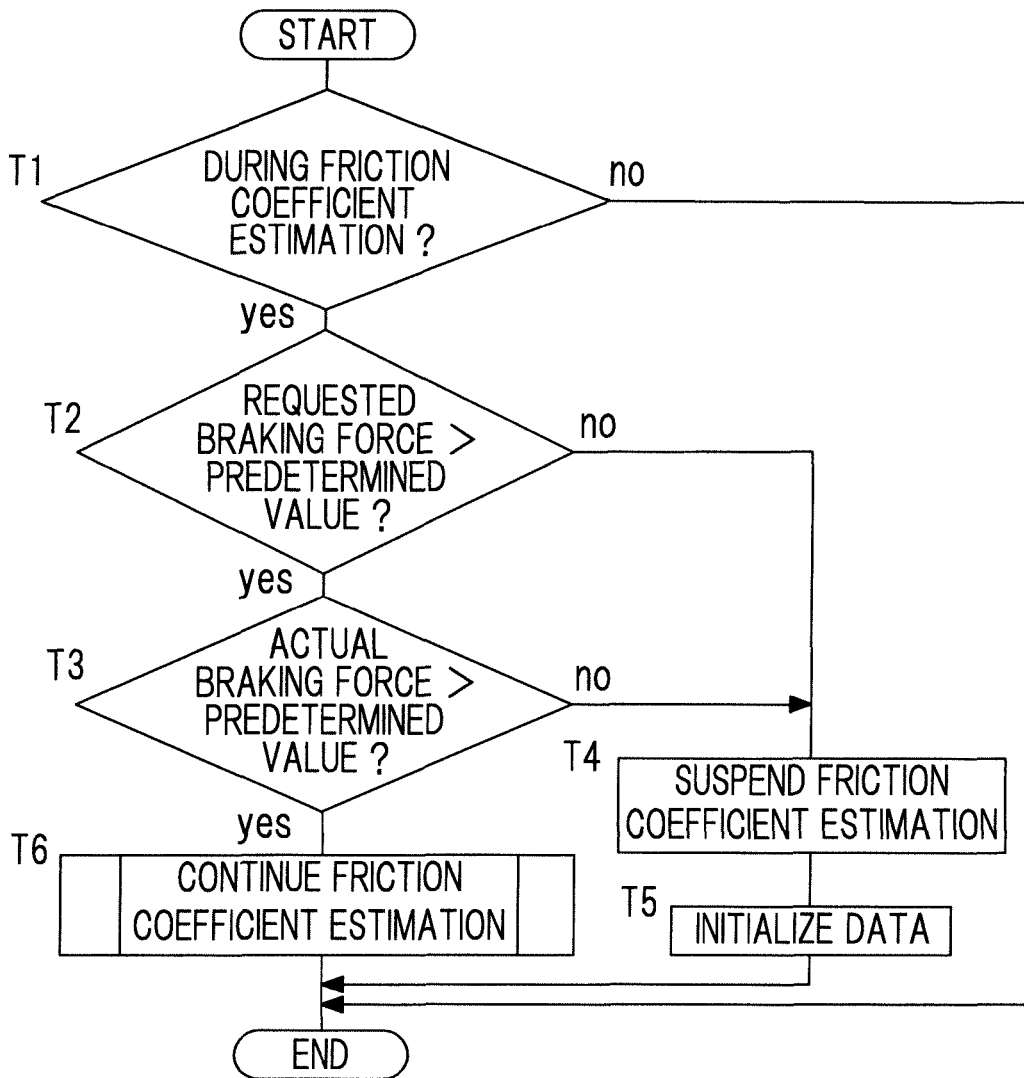 START
T1
DURING FRICTION
COEFFICIENT
ESTIMATION ?
no
yes
T2
REQUESTED
BRAKING FORCE >
PREDETERMINED
VALUE ?
no
yes
T3
ACTUAL
BRAKING FORCE >
PREDETERMINED
VALUE ?
no
yes
T4
SUSPEND FRICTION
COEFFICIENT ESTIMATION
T6
CONTINUE FRICTION
COEFFICIENT ESTIMATION
T5
INITIALIZE DATA
END